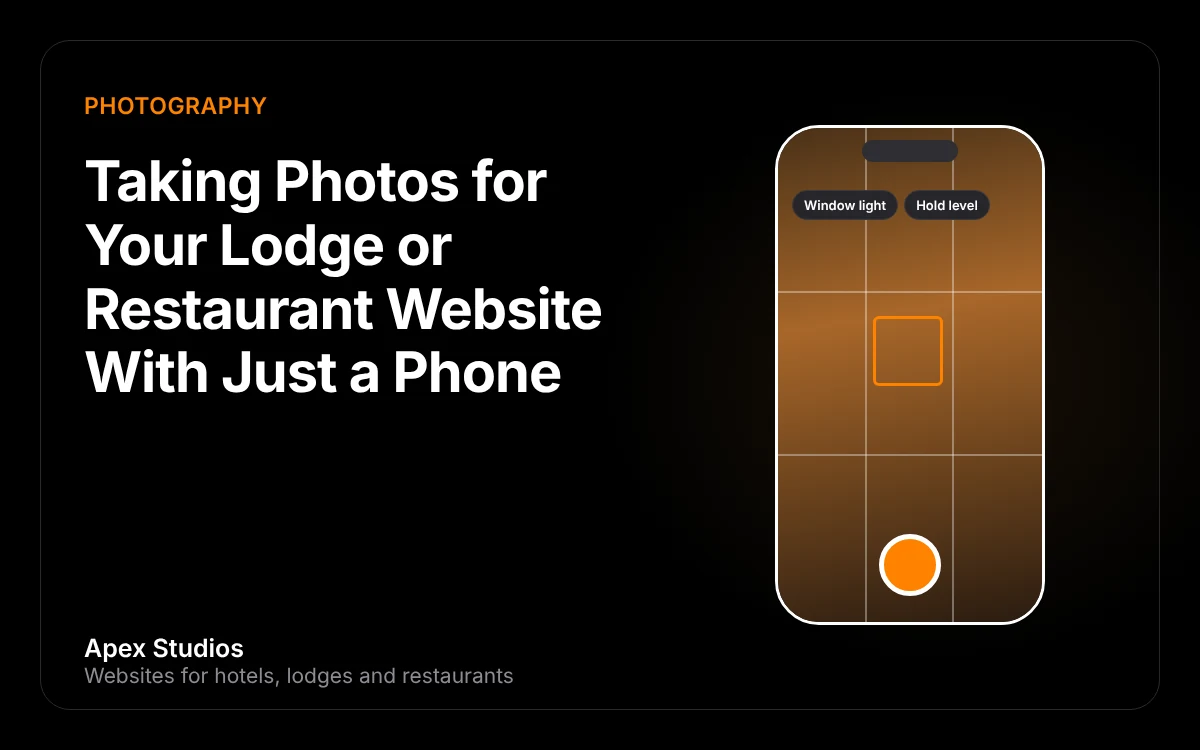 PHOTOGRAPHY
Taking Photos for
Your Lodge or
Restaurant Website
With Just a Phone
Window light
Hold level
Apex Studios
Websites for hotels, lodges and restaurants